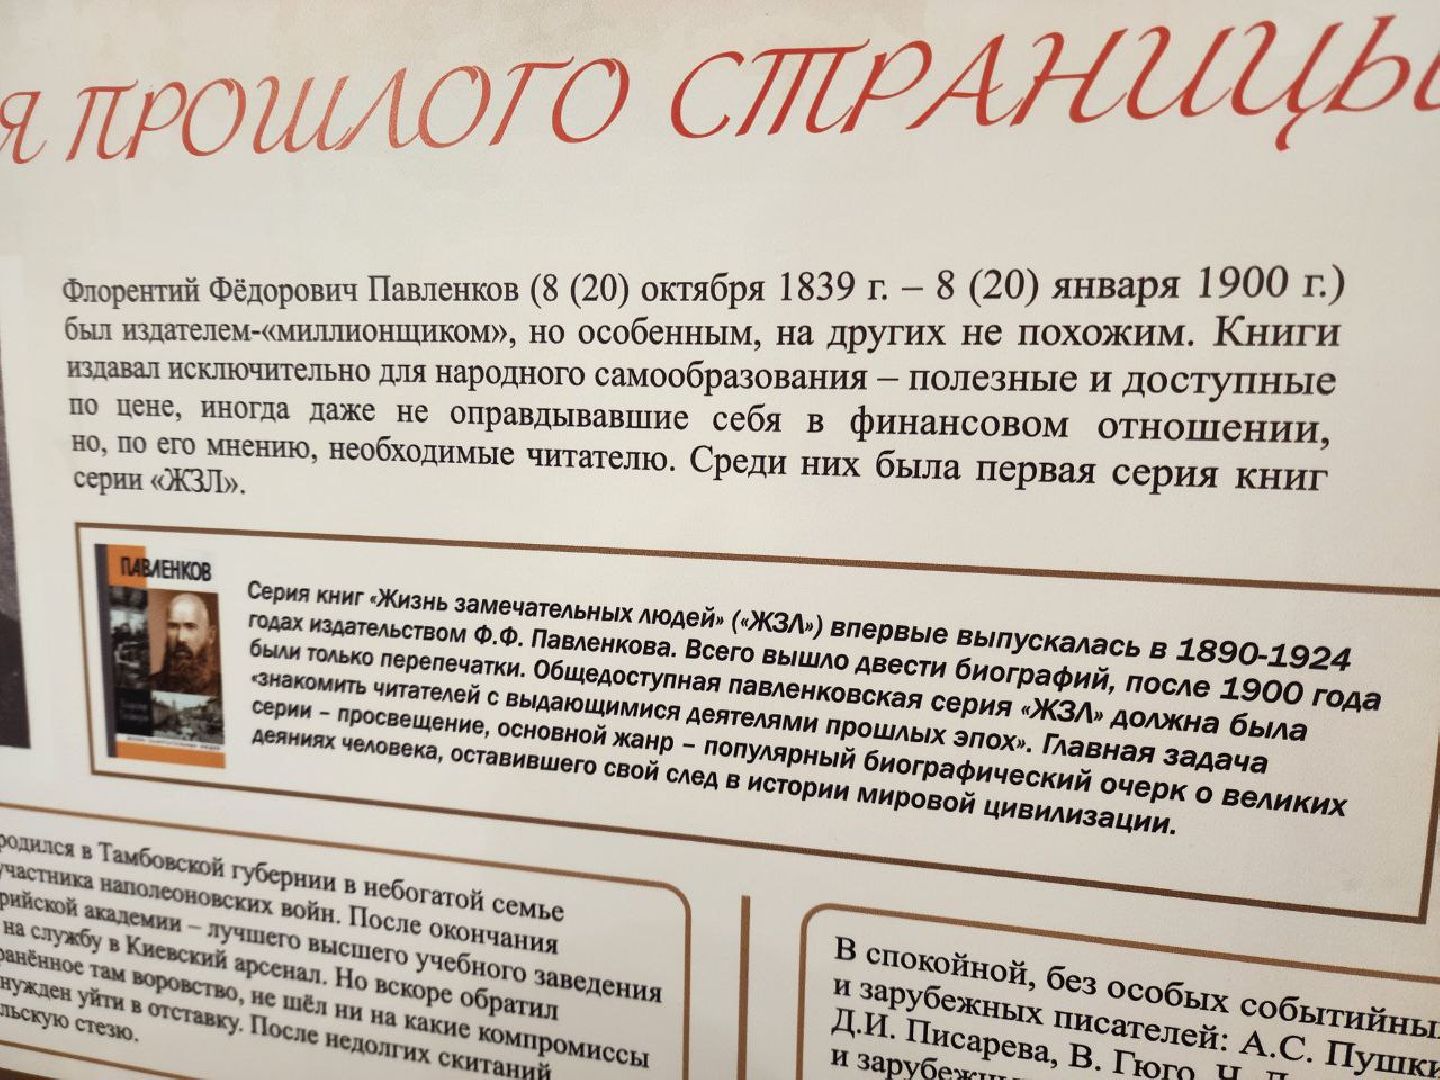 Я ПРОШЛОГО СТРАНИЦЫ
Флорентий Фёдорович Павленков (8 (20) октября 1839 г. – 8 (20) января 1900 г.)
был издателем-«миллионщиком», но особенным, на других не похожим. Книги
издавал исключительно для народного самообразования – полезные и доступные
по цене, иногда даже не оправдывавшие себя в финансовом отношении,
но, по его мнению, необходимые читателю. Среди них была первая серия книг
серии «ЖЗЛ».
ПАВЛЕНКОВ
Серия книг «Жизнь замечательных людей» («ЖЗЛ») впервые выпускалась в 1890-1924
годах издательством Ф.Ф. Павленкова. Всего вышло двести биографий, после 1900 года
были только перепечатки. Общедоступная павленковская серия «ЖЗЛ» должна была
«знакомить читателей с выдающимися деятелями прошлых эпох». Главная задача
серии – просвещение, основной жанр – популярный биографический очерк о великих
деяниях человека, оставившего свой след в истории мировой цивилизации.
родился в Тамбовской губернии в небогатой семье
участника наполеоновских войн. После окончания
рийской академии – лучшего высшего учебного заведения
на службу в Киевский арсенал. Но вскоре обратил
ранённое там воровство, не шёл ни на какие компромиссы
нужден уйти в отставку. После недолгих скитаний
льскую стезю.
В спокойной, без особых событийны
и зарубежных писателей: А.С. Пушки
Д.И. Писарева, В. Гюго, Ч.
и зарубежн